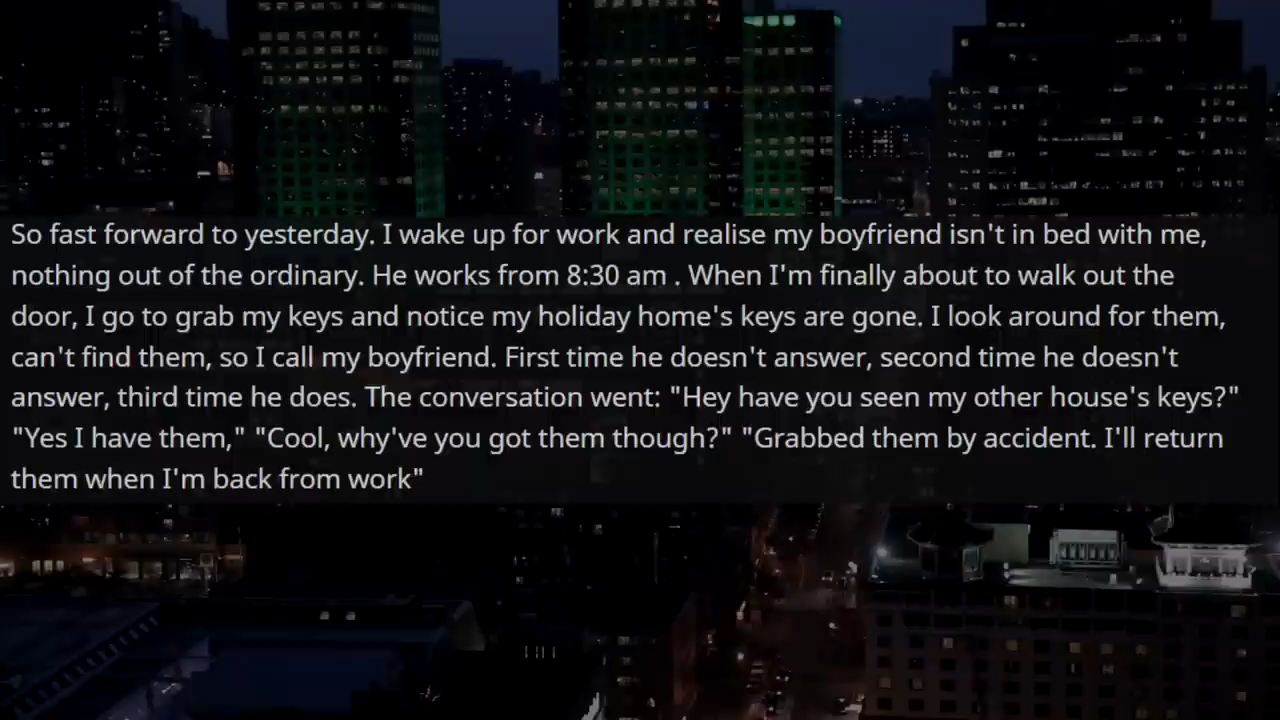 So fast forward to yesterday. I wake up for work and realise my boyfriend isn't in bed with me,
nothing out of the ordinary. He works from 8:30 am . When I'm finally about to walk out the
door, I go to grab my keys and notice my holiday home's keys are gone. I look around for them,
can't find them, so I call my boyfriend. First time he doesn't answer, second time he doesn't
answer, third time he does. The conversation went: "Hey have you seen my other house's keys?"
"Yes I have them," "Cool, why've you got them though?" "Grabbed them by accident. I'll return
them when I'm back from work"